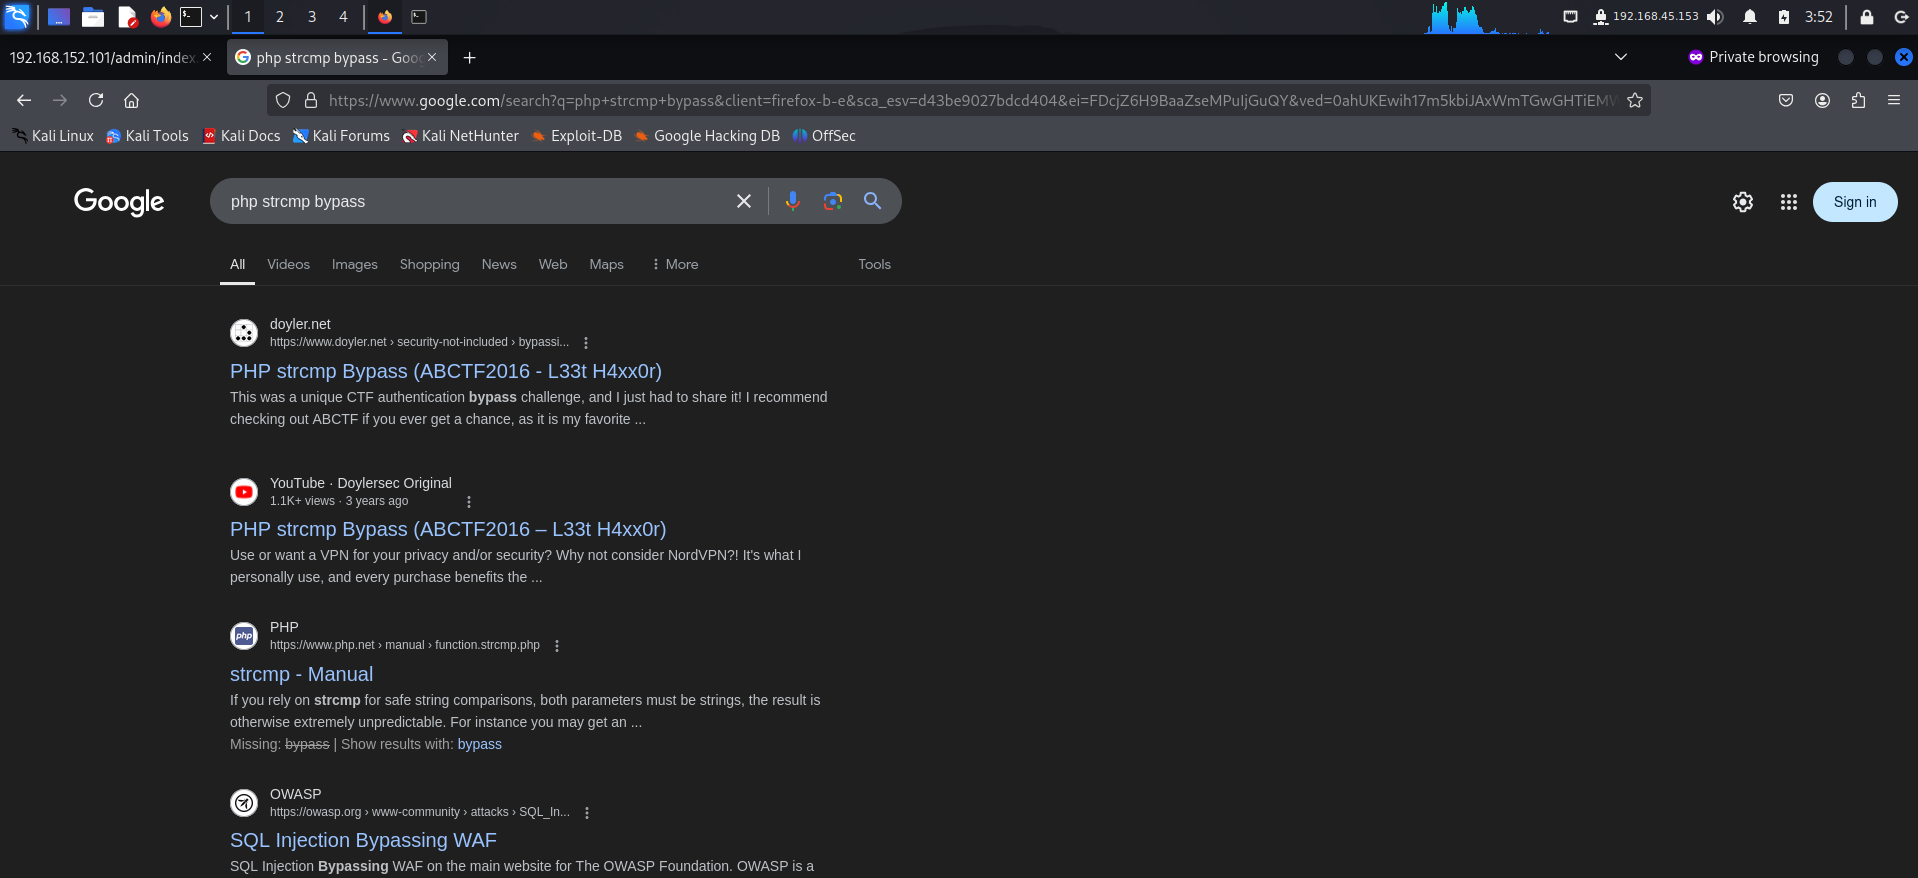 1 2 3 4 192.168.45.153 3:52
192.168.152.101/admin/index php strcmp bypass - Goo Private browsing
https://www.google.com/search?q=php+strcmp+bypass&client=firefox-b-e&sca_esv=d43be9027bdcd404&ei=FDcjZ6H9BaaZseMPuIjGuQY&ved=0ahUKEwih17m5kbiJAxWmTGwGHTiEMW
Kali Linux Kali Tools Kali Docs Kali Forums Kali NetHunter Exploit-DB Google Hacking DB OffSec
Google php strcmp bypass Sign in
All Videos Images Shopping News Web Maps More Tools
doyler.net
https://www.doyler.net › security-not-included › bypassi...
PHP strcmp Bypass (ABCTF2016 - L33t H4xx0r)
This was a unique CTF authentication bypass challenge, and I just had to share it! I recommend
checking out ABCTF if you ever get a chance, as it is my favorite ...
YouTube · Doylersec Original
1.1K+ views · 3 years ago
PHP strcmp Bypass (ABCTF2016 – L33t H4xx0r)
Use or want a VPN for your privacy and/or security? Why not consider NordVPN?! It's what I
personally use, and every purchase benefits the ...
php PHP
https://www.php.net › manual › function.strcmp.php
strcmp - Manual
If you rely on strcmp for safe string comparisons, both parameters must be strings, the result is
otherwise extremely unpredictable. For instance you may get an ...
Missing: bypass | Show results with: bypass
OWASP
https://owasp.org › www-community › attacks › SQL_In...
SQL Injection Bypassing WAF
SQL Injection Bypassing WAF on the main website for The OWASP Foundation. OWASP is a